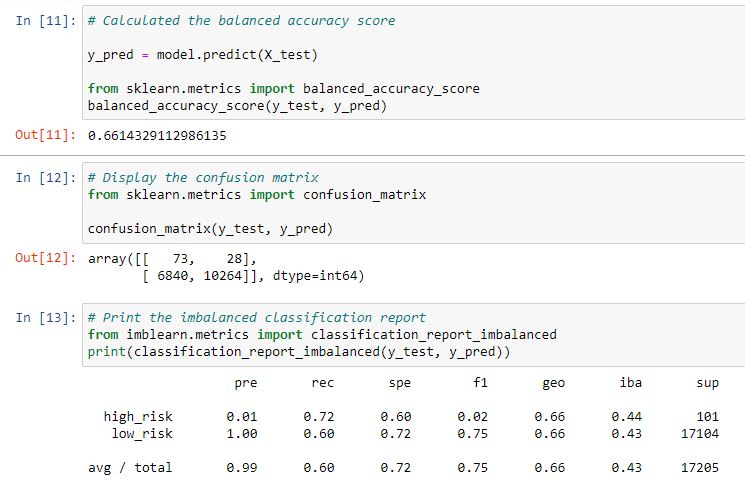 In [11]: # Calculated the balanced accuracy score
y_pred = model.predict(X_test)
from sklearn.metrics import balanced_accuracy_score
balanced_accuracy_score(y_test, y_pred)
Out[11]: 0.6614329112986135
In [12]: # Display the confusion matrix
from sklearn.metrics import confusion_matrix
confusion_matrix(y_test, y_pred)
Out[12]: array([[   73,    28],
       [ 6840, 10264]], dtype=int64)
In [13]: # Print the imbalanced classification report
from imblearn.metrics import classification_report_imbalanced
print(classification_report_imbalanced(y_test, y_pred))
pre rec spe f1 geo iba sup
high_risk 0.01 0.72 0.60 0.02 0.66 0.44 101
low_risk 1.00 0.60 0.72 0.75 0.66 0.43 17104
avg / total 0.99 0.60 0.72 0.75 0.66 0.43 17205